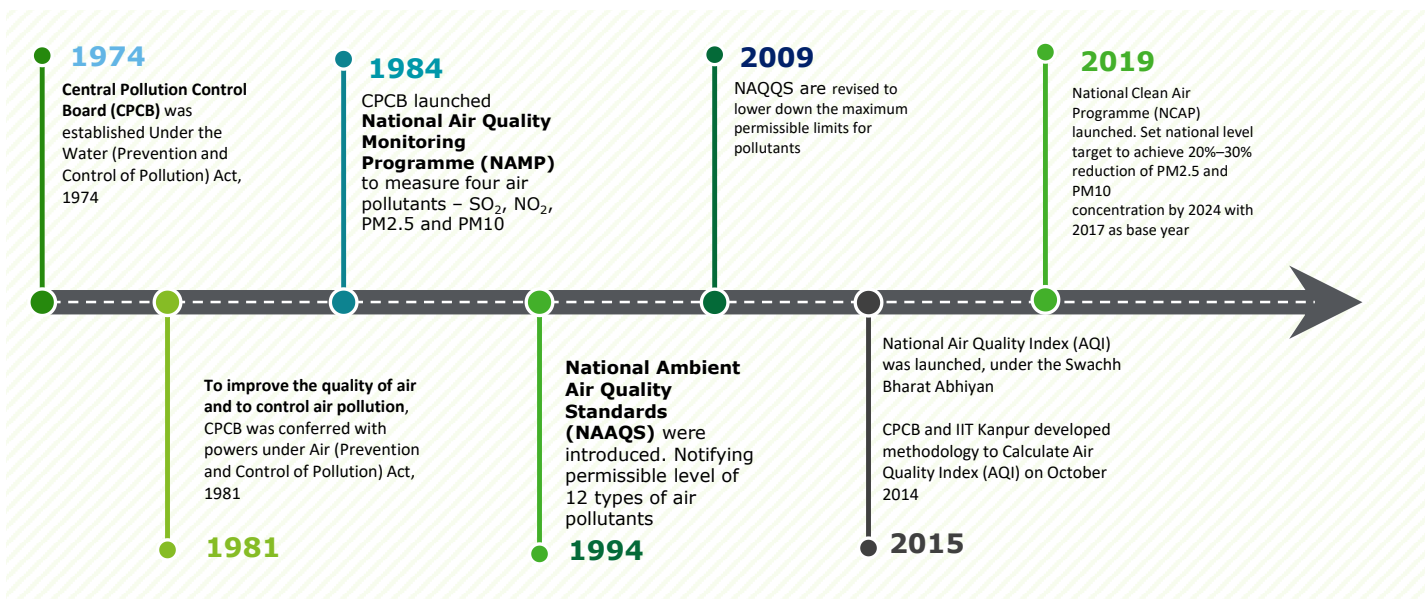 1974
Central Pollution Control
Board (CPCB) was
established Under the
Water (Prevention and
Control of Pollution) Act,
1974
To improve the quality of air
and to control air pollution,
CPCB was conferred with
powers under Air (Prevention
and Control of Pollution) Act,
1981
1981
1984
CPCB launched
National Air Quality
Monitoring
Programme (NAMP)
to measure four air
pollutants – SO2, NO2,
PM2.5 and PM10
National Ambient
Air Quality
Standards
(NAAQS) were
introduced. Notifying
permissible level of
12 types of air
pollutants
1994
2009
NAQQS are revised to
lower down the maximum
permissible limits for
pollutants
National Air Quality Index (AQI)
was launched, under the Swachh
Bharat Abhiyan
CPCB and IIT Kanpur developed
methodology to Calculate Air
Quality Index (AQI) on October
2014
2015
2019
National Clean Air
Programme (NCAP)
launched. Set national level
target to achieve 20%–30%
reduction of PM2.5 and
PM10
concentration by 2024 with
2017 as base year